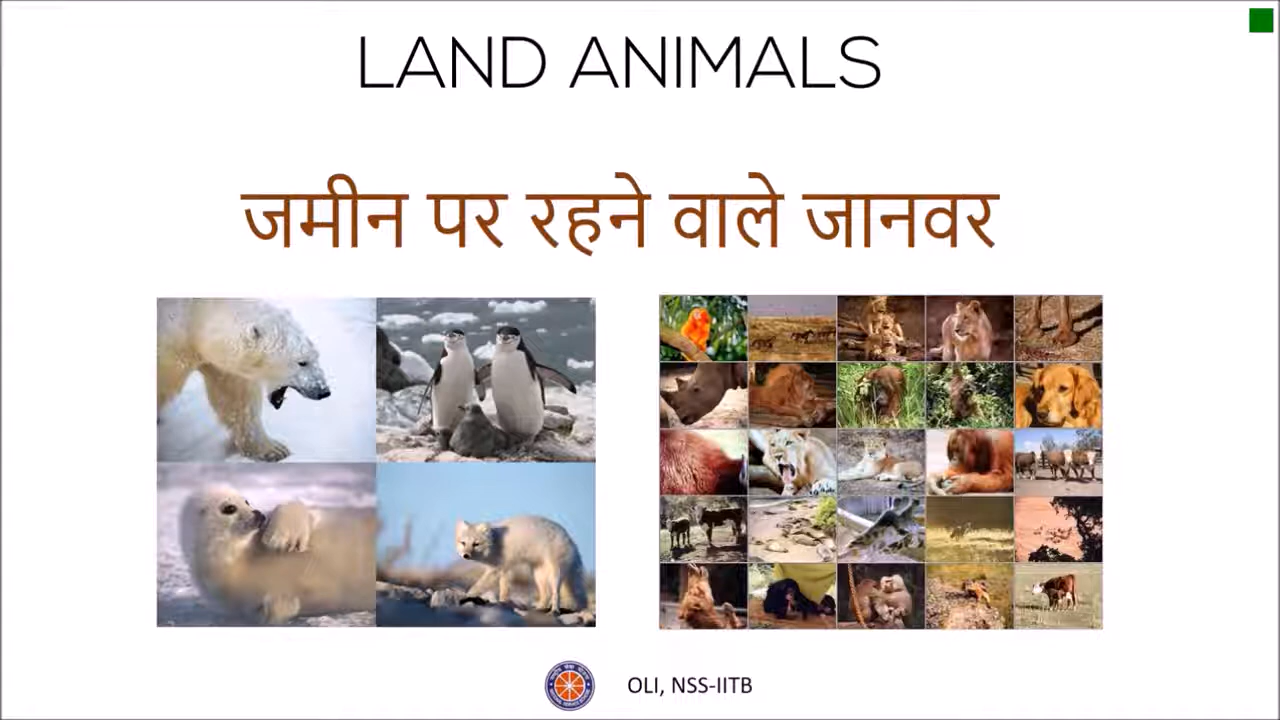 LAND ANIMALS
जमीन पर रहने वाले जानवर
OLI, NSS-IITB